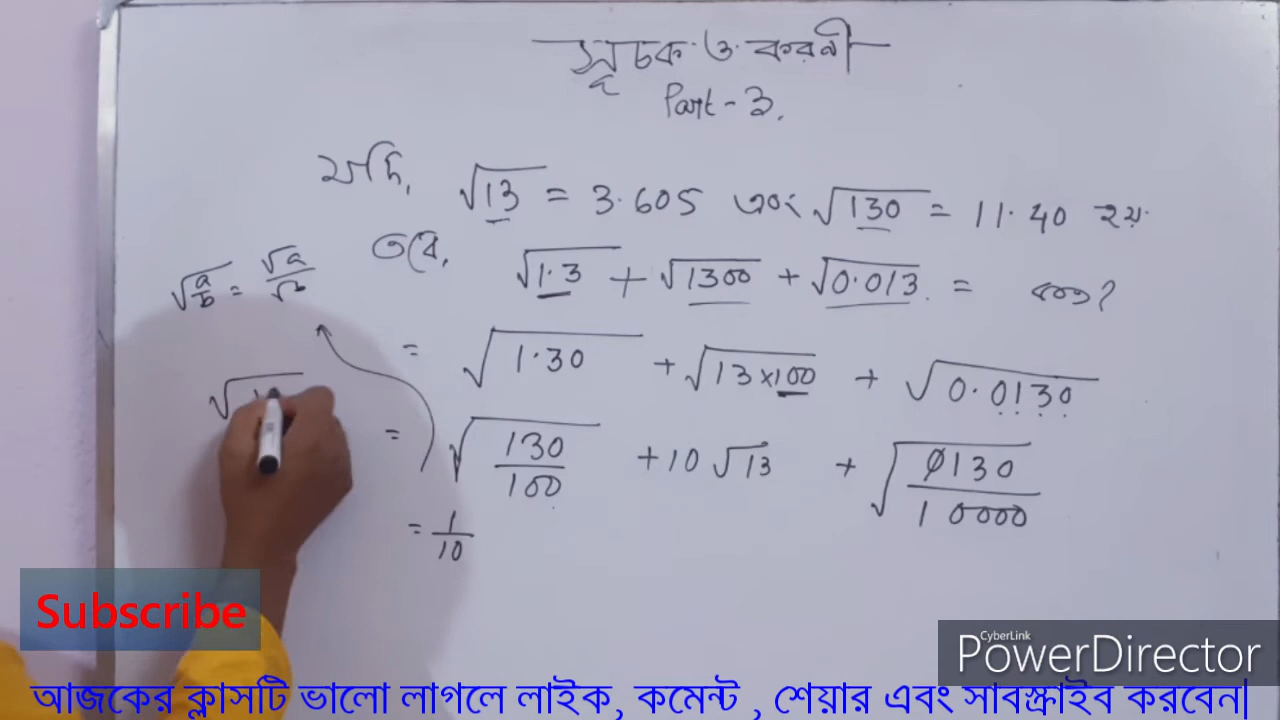 সূচক ও করনী
Part - 3.
যদি, √13 = 3.605 এবং √130 = 11.40 হয়
তবে, √1.3 + √1300 + √0.013 = কত?
√a/b = √a/√b
= √1.30 + √13×100 + √0.0130
= √130/100 + 10√13 + √0130/10000
= 1/10
Subscribe
CyberLink
PowerDirector
আজকের ক্লাসটি ভালো লাগলে লাইক, কমেন্ট , শেয়ার এবং সাবস্ক্রাইব করবেন|